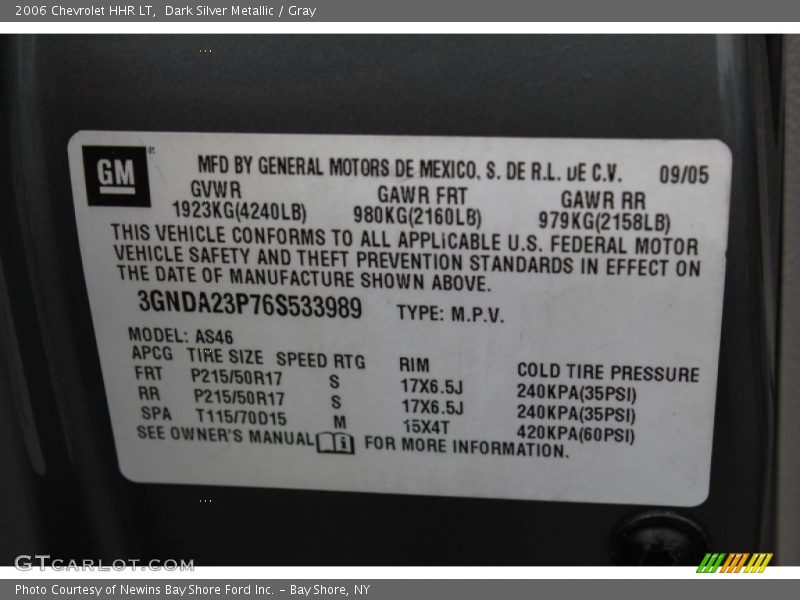 2006 Chevrolet HHR LT,  Dark Silver Metallic / Gray
GM
MFD BY GENERAL MOTORS DE MEXICO, S. DE R.L. DE C.V. 09/05
GVWR GAWR FRT GAWR RR
1923KG(4240LB) 980KG(2160LB) 979KG(2158LB)
THIS VEHICLE CONFORMS TO ALL APPLICABLE U.S. FEDERAL MOTOR
VEHICLE SAFETY AND THEFT PREVENTION STANDARDS IN EFFECT ON
THE DATE OF MANUFACTURE SHOWN ABOVE.
3GNDA23P76S533989 TYPE: M.P.V.
MODEL: AS46
APCG TIRE SIZE SPEED RTG RIM COLD TIRE PRESSURE
FRT P215/50R17 S 17X6.5J 240KPA(35PSI)
RR P215/50R17 S 17X6.5J 240KPA(35PSI)
SPA T115/70D15 M 15X4T 420KPA(60PSI)
SEE OWNER'S MANUAL i FOR MORE INFORMATION.
GTCARLOT.COM
Photo Courtesy of Newins Bay Shore Ford Inc. - Bay Shore, NY